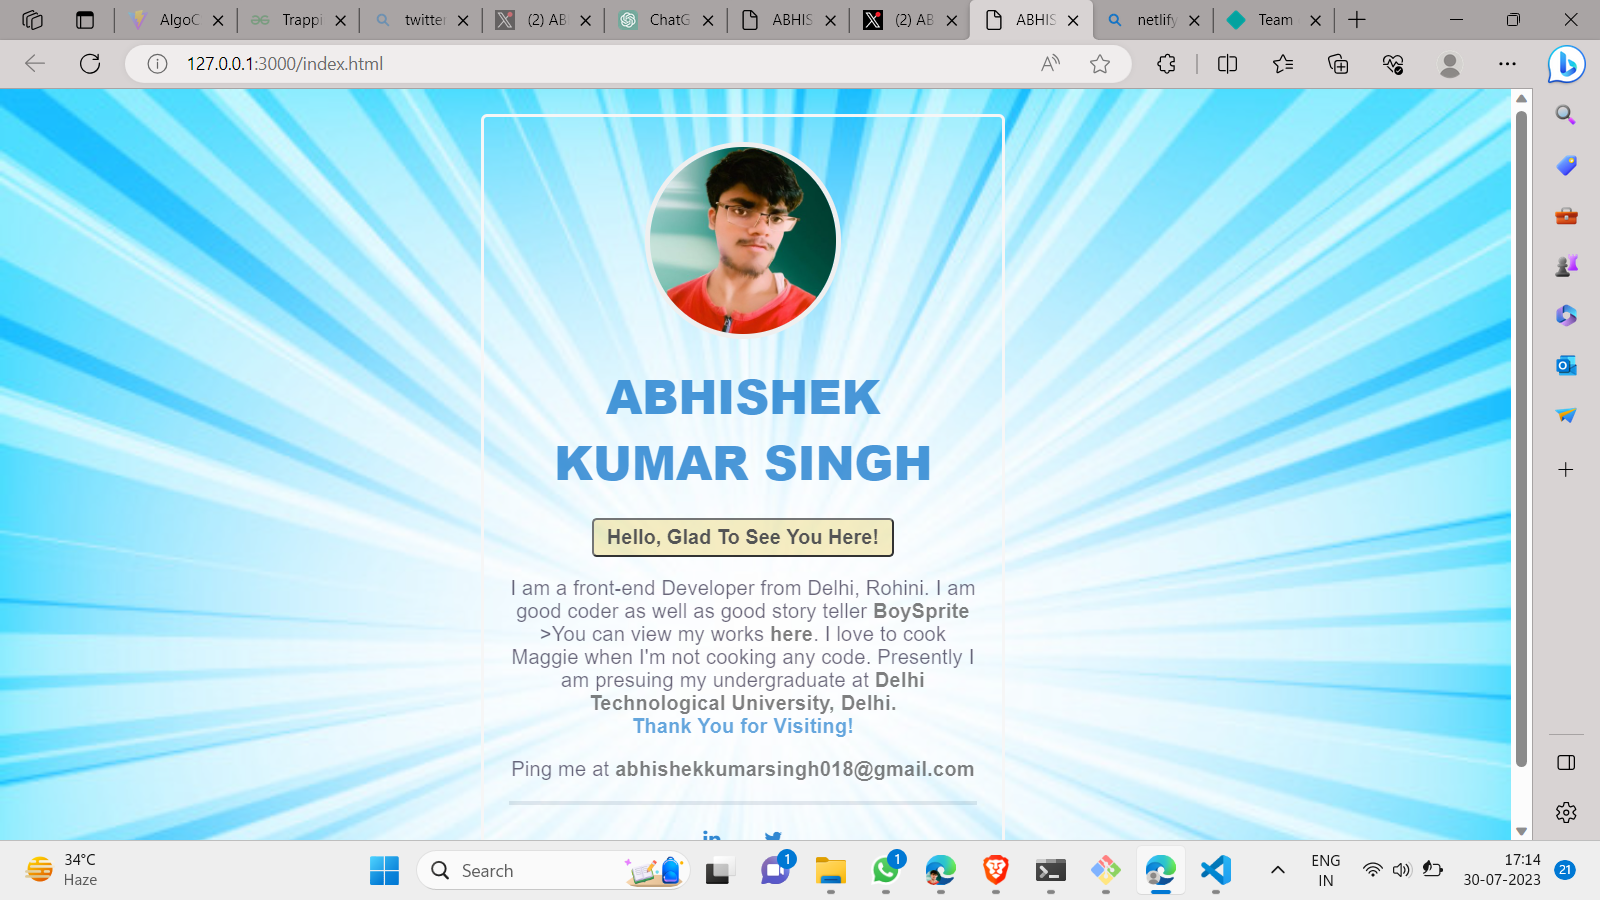 AlgoC
Trappi
twitter
(2) ABI
ChatG
ABHIS
(2) AB
ABHIS
netlify
Team
127.0.0.1:3000/index.html
ABHISHEK
KUMAR SINGH
Hello, Glad To See You Here!
I am a front-end Developer from Delhi, Rohini. I am
good coder as well as good story teller BoySprite
>You can view my works here. I love to cook
Maggie when I'm not cooking any code. Presently I
am presuing my undergraduate at Delhi
Technological University, Delhi.
Thank You for Visiting!
Ping me at abhishekkumarsingh018@gmail.com
34°C
Haze
Search
1
1
ENG
IN
17:14
30-07-2023
21